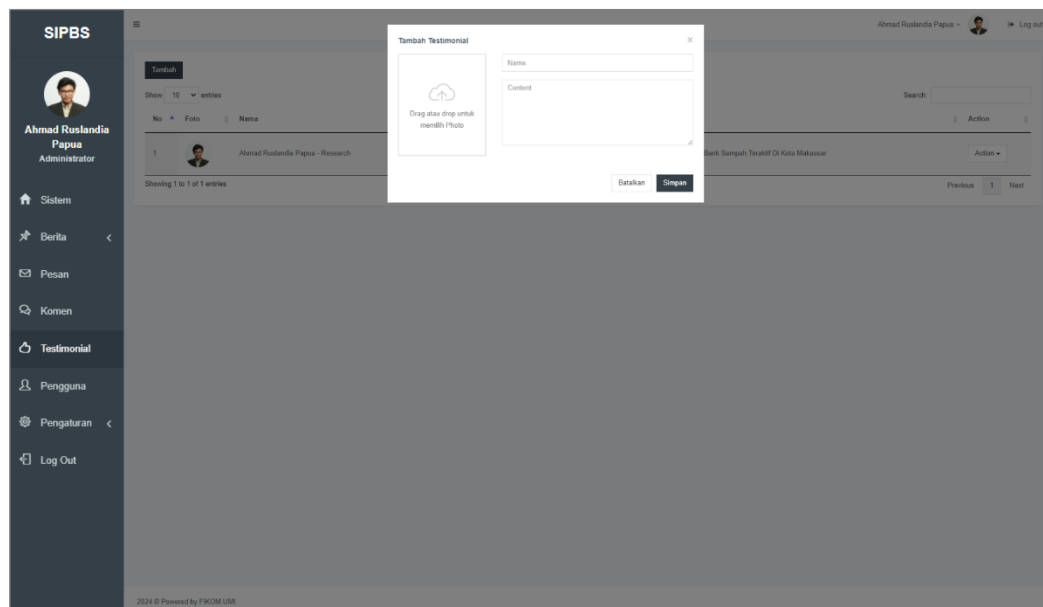 SIPBS
Ahmad Ruslandia Papua
Log out
Ahmad Ruslandia
Papua
Administrator
Sistem
Berita
Pesan
Komen
Testimonial
Pengguna
Pengaturan
Log Out
Tambah
Show 10 entries
Search:
No Foto Nama
Action
1 Ahmad Ruslandia Papua - Research
Bank Sampah Teraktif Di Kota Makassar
Action
Showing 1 to 1 of 1 entries
Previous 1 Next
Tambah Testimonial
×
Drag atau drop untuk
memilih Photo
Name
Content
Batalkan Simpan
2024 © Powered by FIKOM UMI